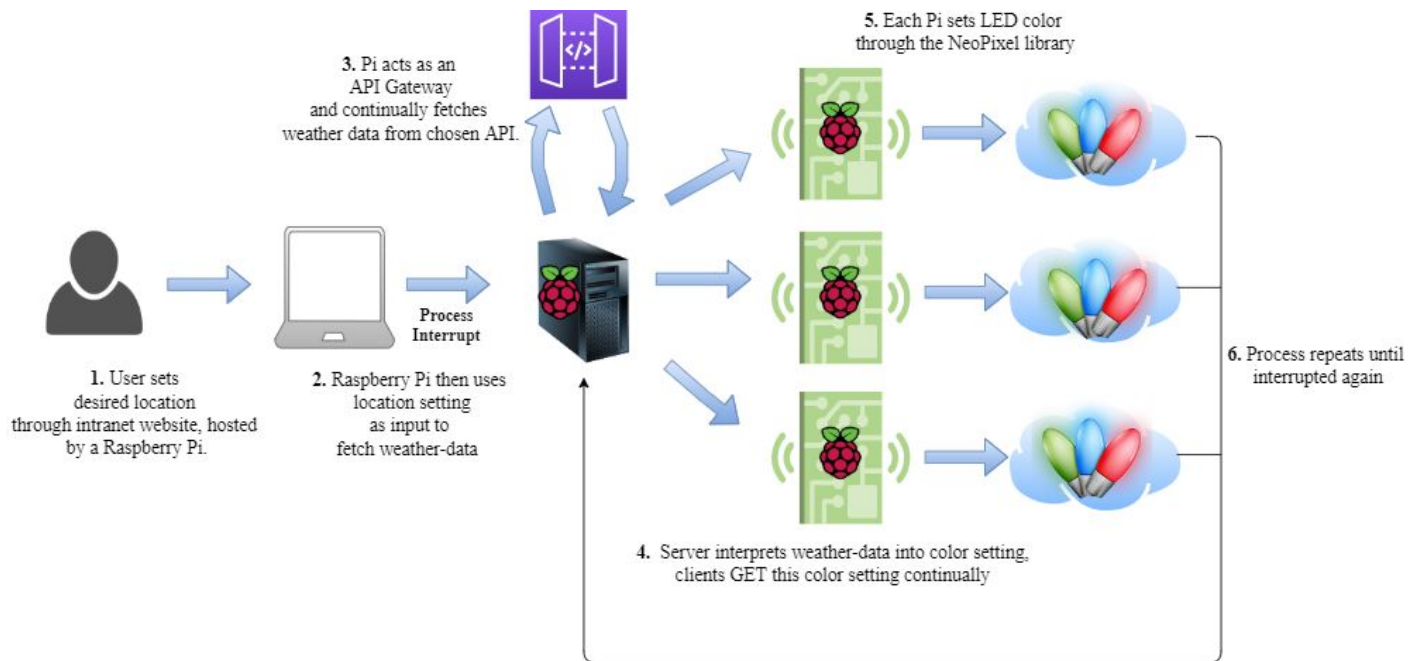 1. User sets
desired location
through intranet website, hosted
by a Raspberry Pi.
2. Raspberry Pi then uses
location setting
as input to
fetch weather-data
Process
Interrupt
3. Pi acts as an
API Gateway
and continually fetches
weather data from chosen API.
</>
4. Server interprets weather-data into color setting,
clients GET this color setting continually
5. Each Pi sets LED color
through the NeoPixel library
6. Process repeats until
interrupted again